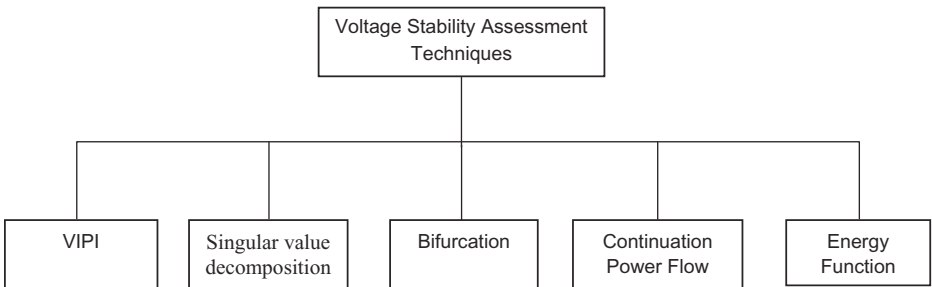 Voltage Stability Assessment
Techniques
VIPI
Singular value
decomposition
Bifurcation
Continuation
Power Flow
Energy
Function